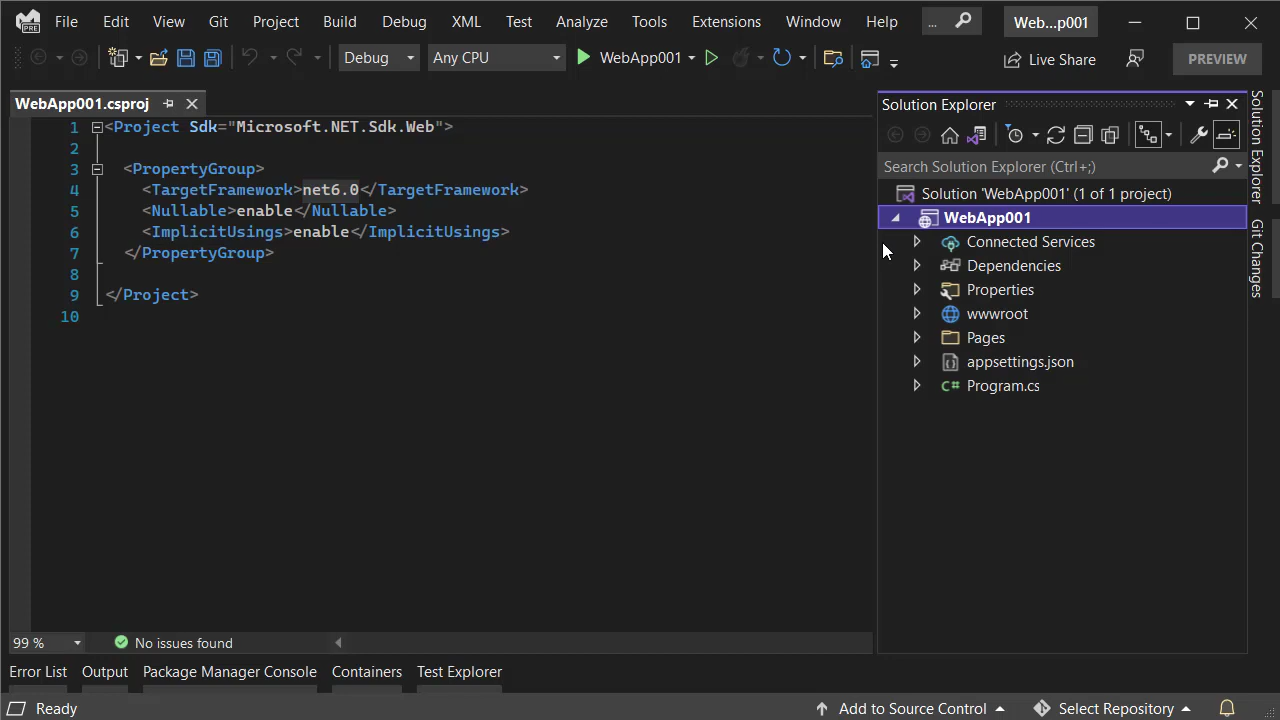 File Edit View Git Project Build Debug XML Test Analyze Tools Extensions Window Help ... Web...p001
PRE
Debug Any CPU WebApp001 Live Share PREVIEW
WebApp001.csproj
1 <Project Sdk="Microsoft.NET.Sdk.Web">
2
3 <PropertyGroup>
4 <TargetFramework>net6.0</TargetFramework>
5 <Nullable>enable</Nullable>
6 <ImplicitUsings>enable</ImplicitUsings>
7 </PropertyGroup>
8
9 </Project>
10
99 % No issues found
Solution Explorer
Search Solution Explorer (Ctrl+;)
Solution 'WebApp001' (1 of 1 project)
WebApp001
Connected Services
Dependencies
Properties
wwwroot
Pages
appsettings.json
C# Program.cs
Solution Explorer
Git Changes
Error List Output Package Manager Console Containers Test Explorer
Ready Add to Source Control Select Repository